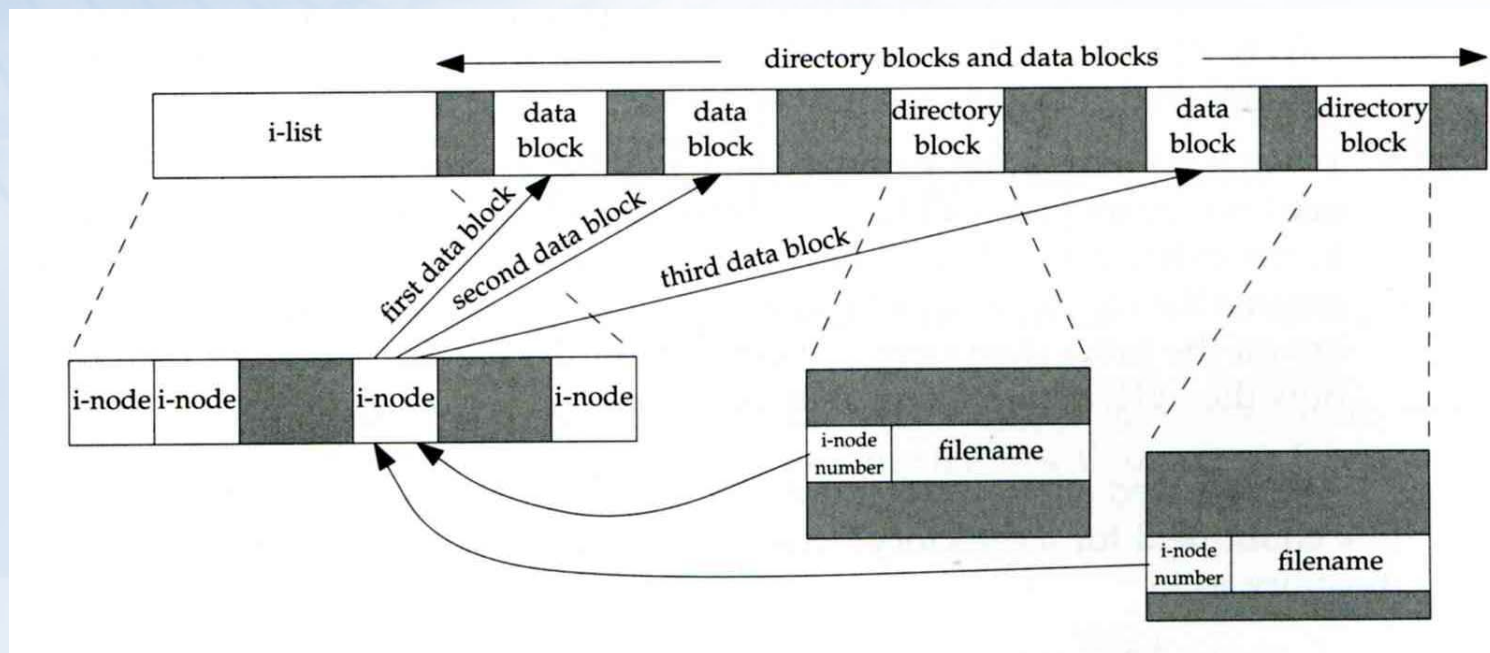 directory blocks and data blocks
i-list
data
block
data
block
directory
block
data
block
directory
block
first data block
second data block
third data block
i-node
i-node
i-node
i-node
i-node
number
filename
i-node
number
filename